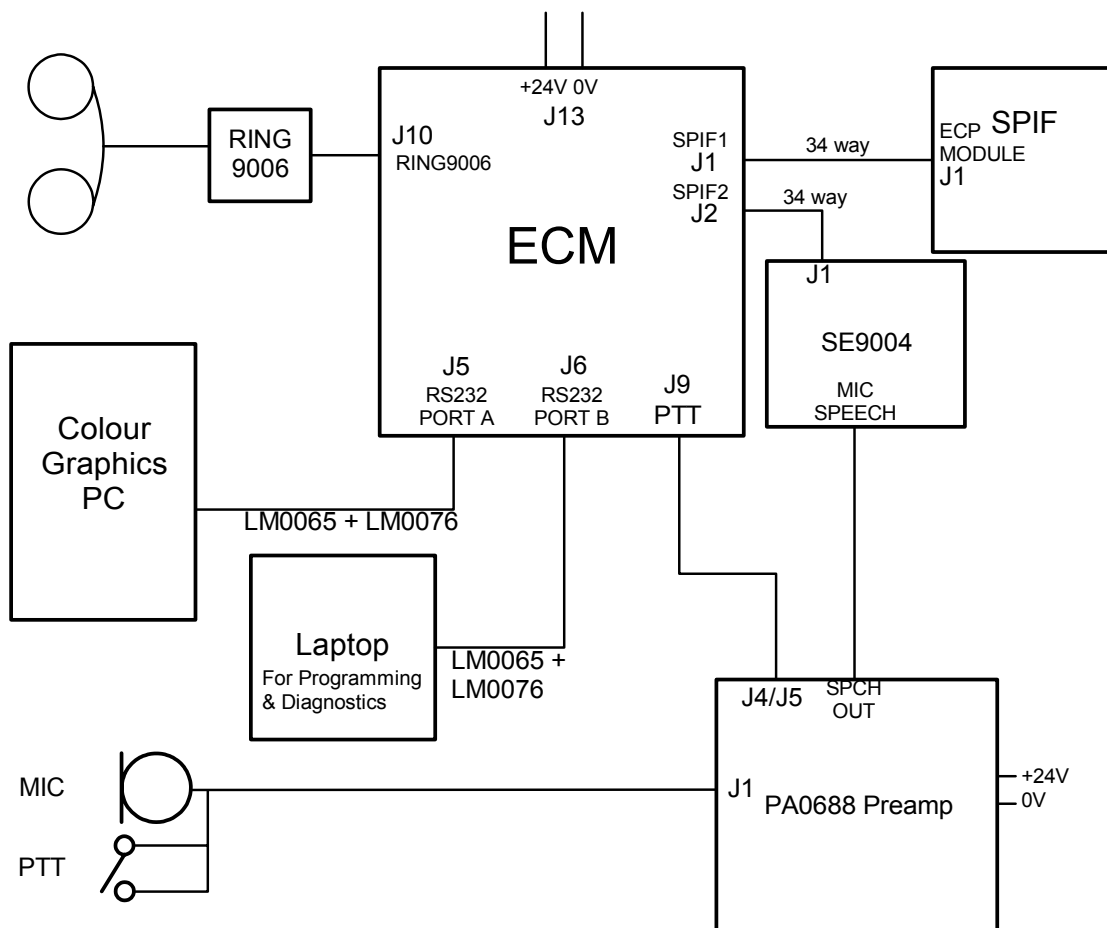 +24V 0V
J13
RING
9006
J10
RING9006
SPIF1
J1
34 way
ECP
MODULE
J1
SPIF
SPIF2
J2
34 way
ECM
J1
SE9004
MIC
SPEECH
J5
RS232
PORT A
J6
RS232
PORT B
J9
PTT
Colour
Graphics
PC
LM0065 + LM0076
Laptop
For Programming
& Diagnostics
LM0065 +
LM0076
J4/J5
SPCH
OUT
MIC
J1
PA0688 Preamp
+24V
0V
PTT